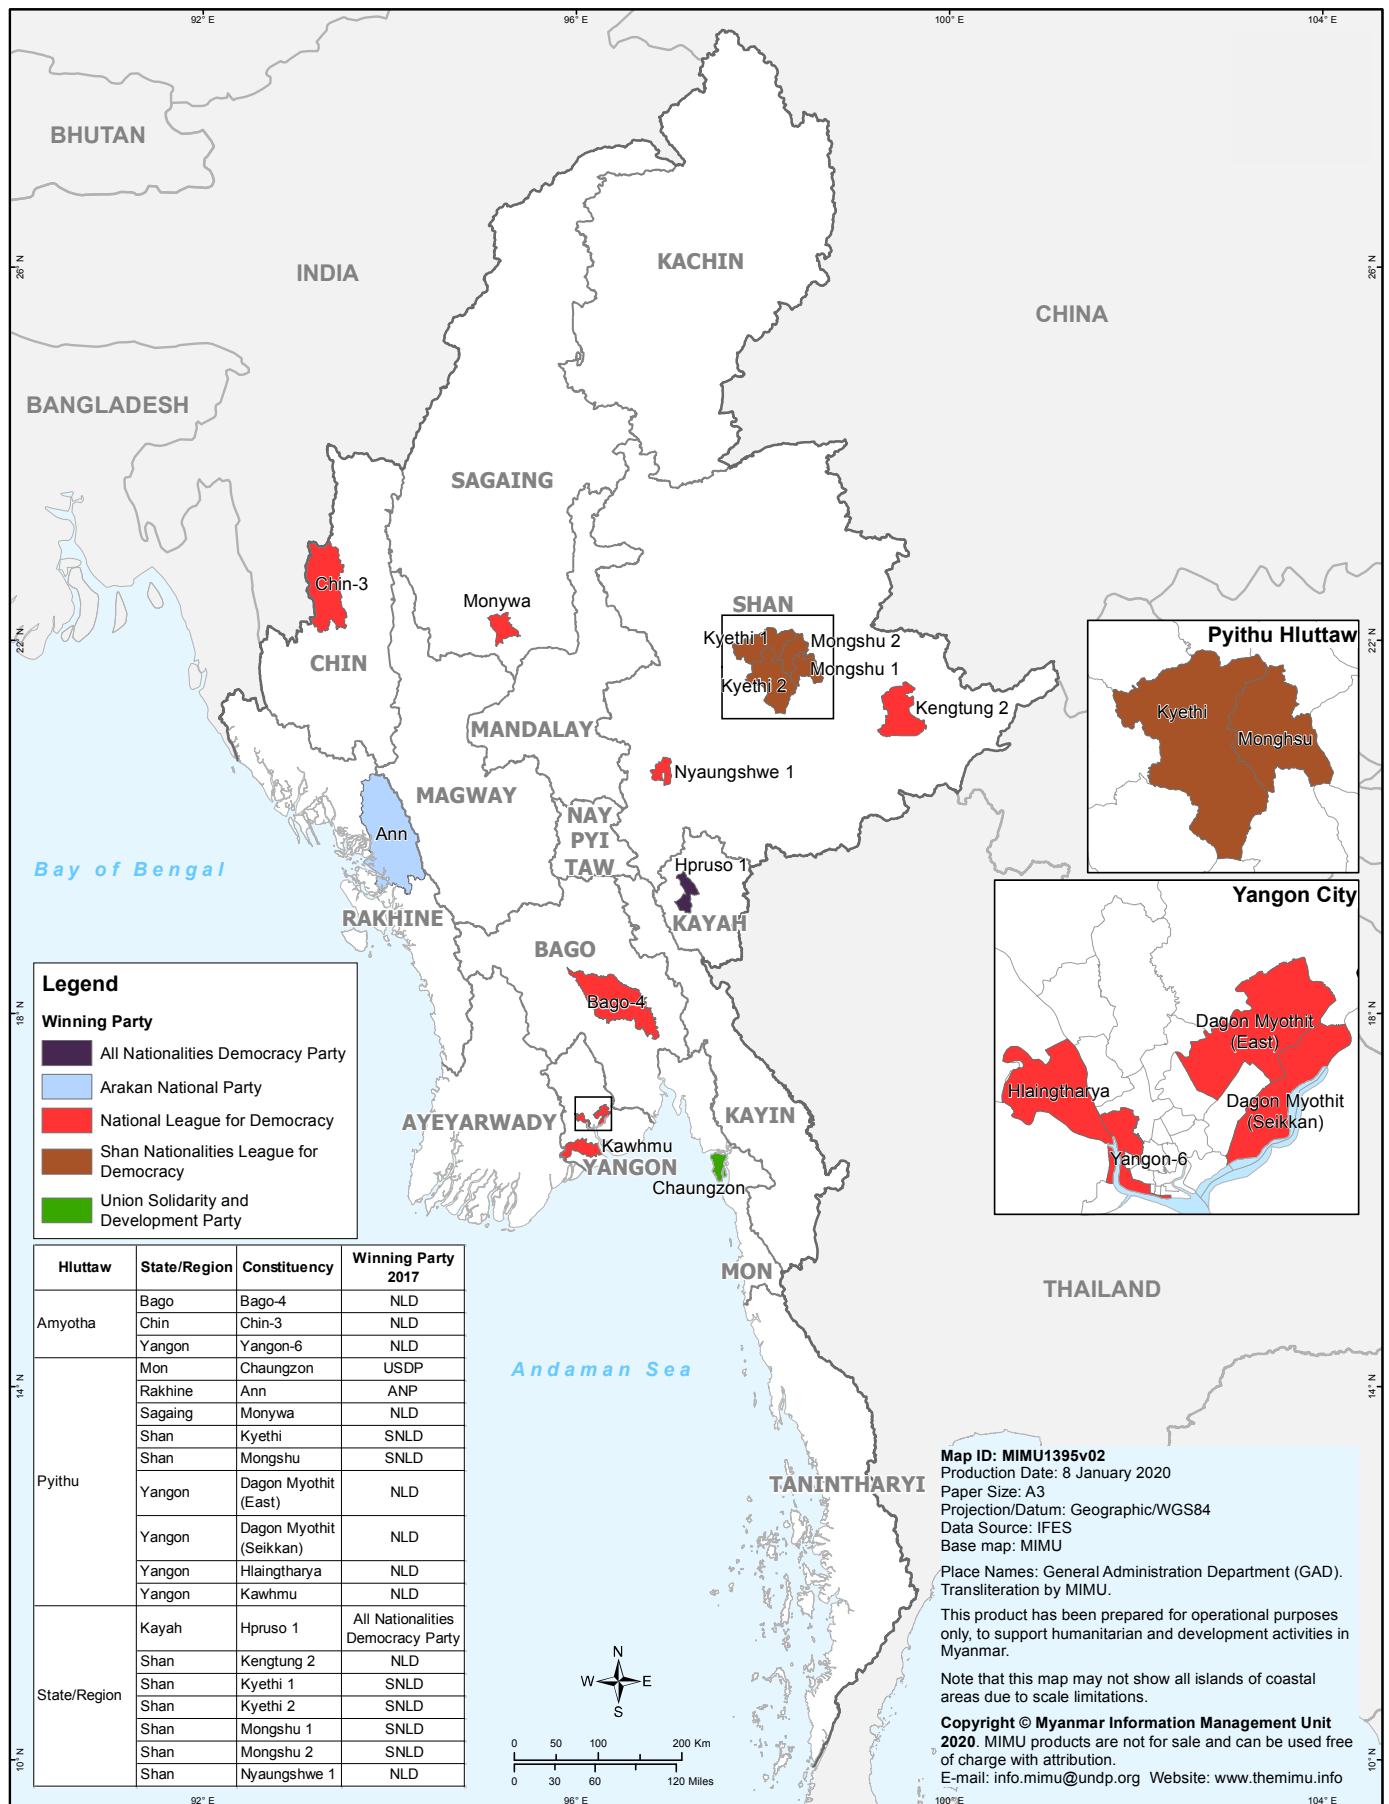 92° E
96° E
100° E
104° E
26° N
22° N
18° N
14° N
10° N
26° N
22° N
18° N
14° N
10° N
BHUTAN
INDIA
KACHIN
CHINA
BANGLADESH
SAGAING
Chin-3
Monywa
SHAN
Kyethi 1
Mongshu 2
Mongshu 1
Kyethi 2
Kengtung 2
CHIN
MANDALAY
Nyaungshwe 1
MAGWAY
NAY
PYI
TAW
Ann
Bay of Bengal
Hpruso 1
RAKHINE
KAYAH
BAGO
Bago-4
KAYIN
AYEYARWADY
Kawhmu
YANGON
Chaungzon
MON
THAILAND
Andaman Sea
TANINTHARYI
Pyithu Hluttaw
Kyethi
Monghsu
Yangon City
Dagon Myothit
(East)
Hlaingtharya
Dagon Myothit
(Seikkan)
Yangon-6
Legend
Winning Party
All Nationalities Democracy Party
Arakan National Party
National League for Democracy
Shan Nationalities League for
Democracy
Union Solidarity and
Development Party
Hluttaw State/Region Constituency Winning Party
2017
Amyotha Bago Bago-4 NLD
Chin Chin-3 NLD
Yangon Yangon-6 NLD
Pyithu Mon Chaungzon USDP
Rakhine Ann ANP
Sagaing Monywa NLD
Shan Kyethi SNLD
Shan Mongshu SNLD
Yangon Dagon Myothit
(East) NLD
Yangon Dagon Myothit
(Seikkan) NLD
Yangon Hlaingtharya NLD
Yangon Kawhmu NLD
State/Region Kayah Hpruso 1 All Nationalities
Democracy Party
Shan Kengtung 2 NLD
Shan Kyethi 1 SNLD
Shan Kyethi 2 SNLD
Shan Mongshu 1 SNLD
Shan Mongshu 2 SNLD
Shan Nyaungshwe 1 NLD
N
W E
S
0 50 100 200 Km
0 30 60 120 Miles
Map ID: MIMU1395v02
Production Date: 8 January 2020
Paper Size: A3
Projection/Datum: Geographic/WGS84
Data Source: IFES
Base map: MIMU
Place Names: General Administration Department (GAD).
Transliteration by MIMU.
This product has been prepared for operational purposes
only, to support humanitarian and development activities in
Myanmar.
Note that this map may not show all islands of coastal
areas due to scale limitations.
Copyright © Myanmar Information Management Unit
2020. MIMU products are not for sale and can be used free
of charge with attribution.
E-mail: info.mimu@undp.org Website: www.themimu.info
92° E
96° E
100° E
104° E